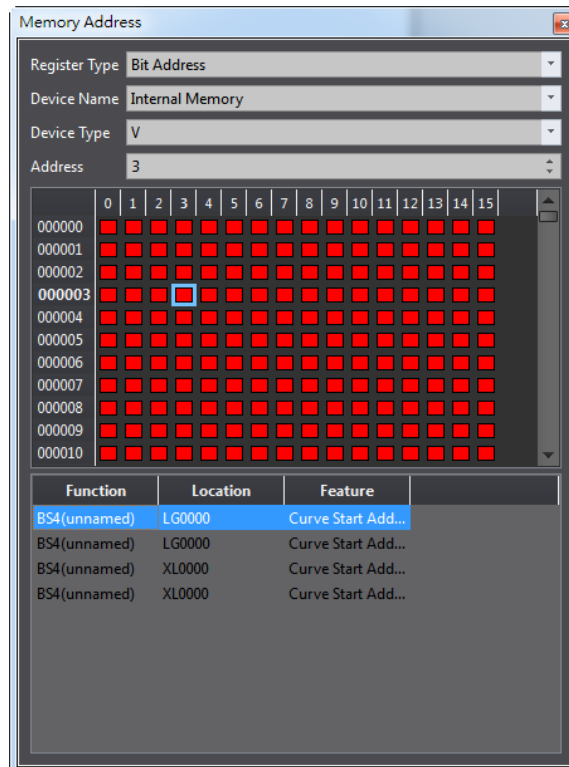 Memory Address
Register Type Bit Address
Device Name Internal Memory
Device Type V
Address 3
0 1 2 3 4 5 6 7 8 9 10 11 12 13 14 15
000000
000001
000002
000003
000004
000005
000006
000007
000008
000009
000010
Function Location Feature
BS4(unnamed) LG0000 Curve Start Add...
BS4(unnamed) LG0000 Curve Start Add...
BS4(unnamed) XL0000 Curve Start Add...
BS4(unnamed) XL0000 Curve Start Add...